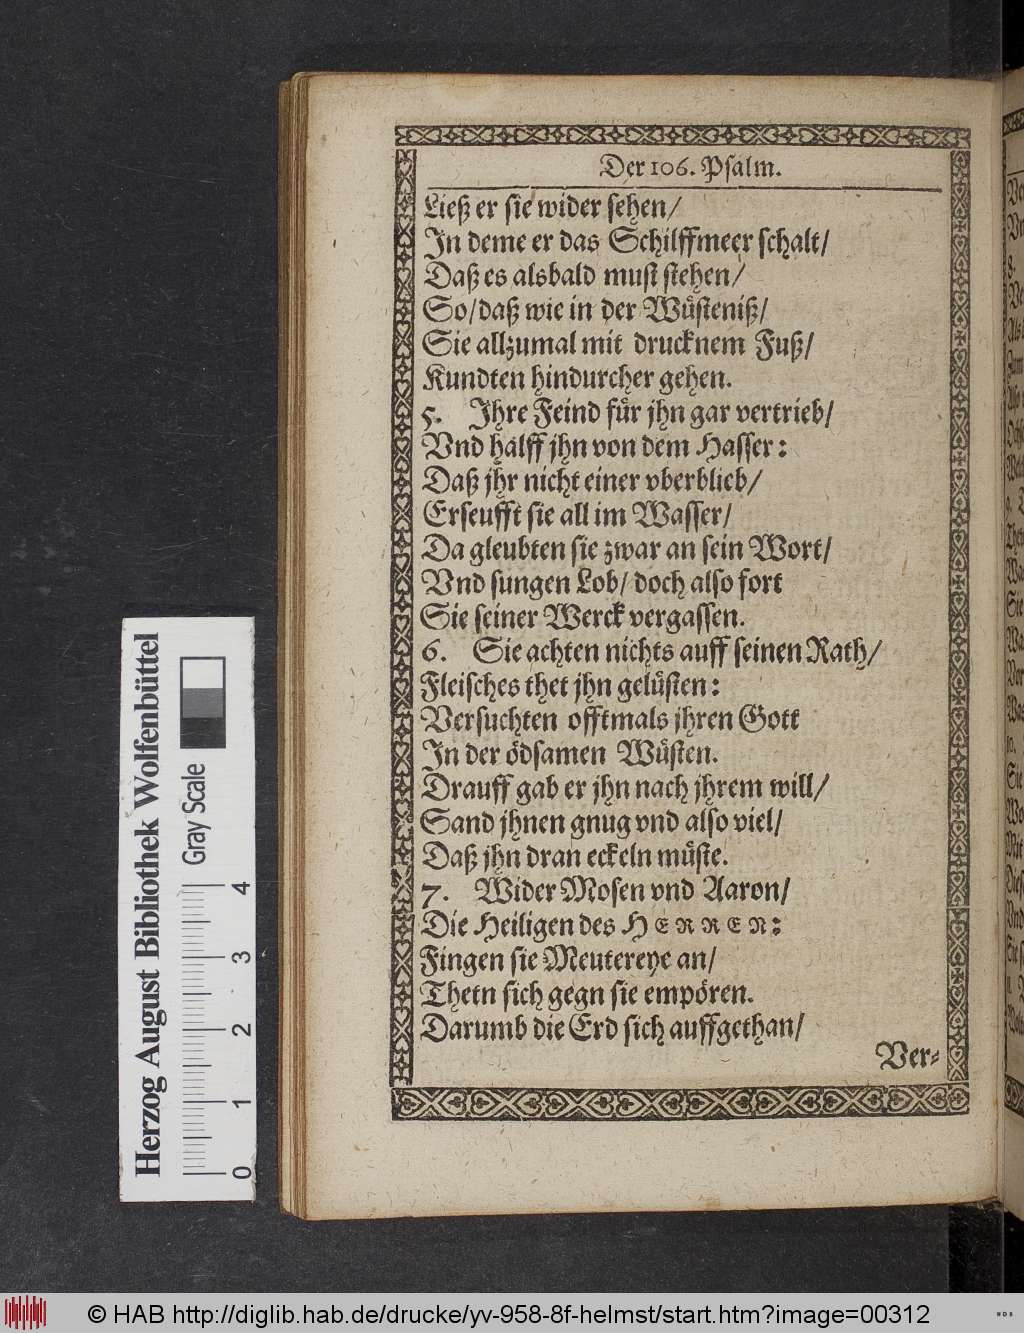 Der 106. Psalm.
Ließ er sie wider sehen/
In deme er das Schilffmeer schalt/
Daß es alsbald must stehen/
So/daß wie in der Wüsteniß/
Sie allzumal mit drucknem Fuß/
Kundten hindurcher gehen.
5. Ihre Feind für jhn gar vertrieb/
Vnd halff jhn von dem Hasser:
Daß jhr nicht einer vberblieb/
Erseufft sie all im Wasser/
Da gleubten sie zwar an sein Wort/
Vnd sungen Lob/ doch also fort
Sie seiner Werck vergassen.
6. Sie achten nichts auff seinen Rath/
Fleisches thet jhn gelüsten:
Versuchten offtmals jhren Gott
In der ödsamen Wüsten.
Drauff gab er jhn nach jhrem will/
Sand jhnen gnug vnd also viel/
Daß jhn dran eckeln müste.
7. Wider Mosen vnd Aaron/
Die Heiligen des HERREN:
Fingen sie Meutereye an/
Thetn sich gegn sie empören.
Darumb die Erd sich auffgethan/
Ver-
Herzog August Bibliothek Wolfenbüttel
Gray Scale
0 1 2 3 4
© HAB http://diglib.hab.de/drucke/yv-958-8f-helmst/start.htm?image=00312